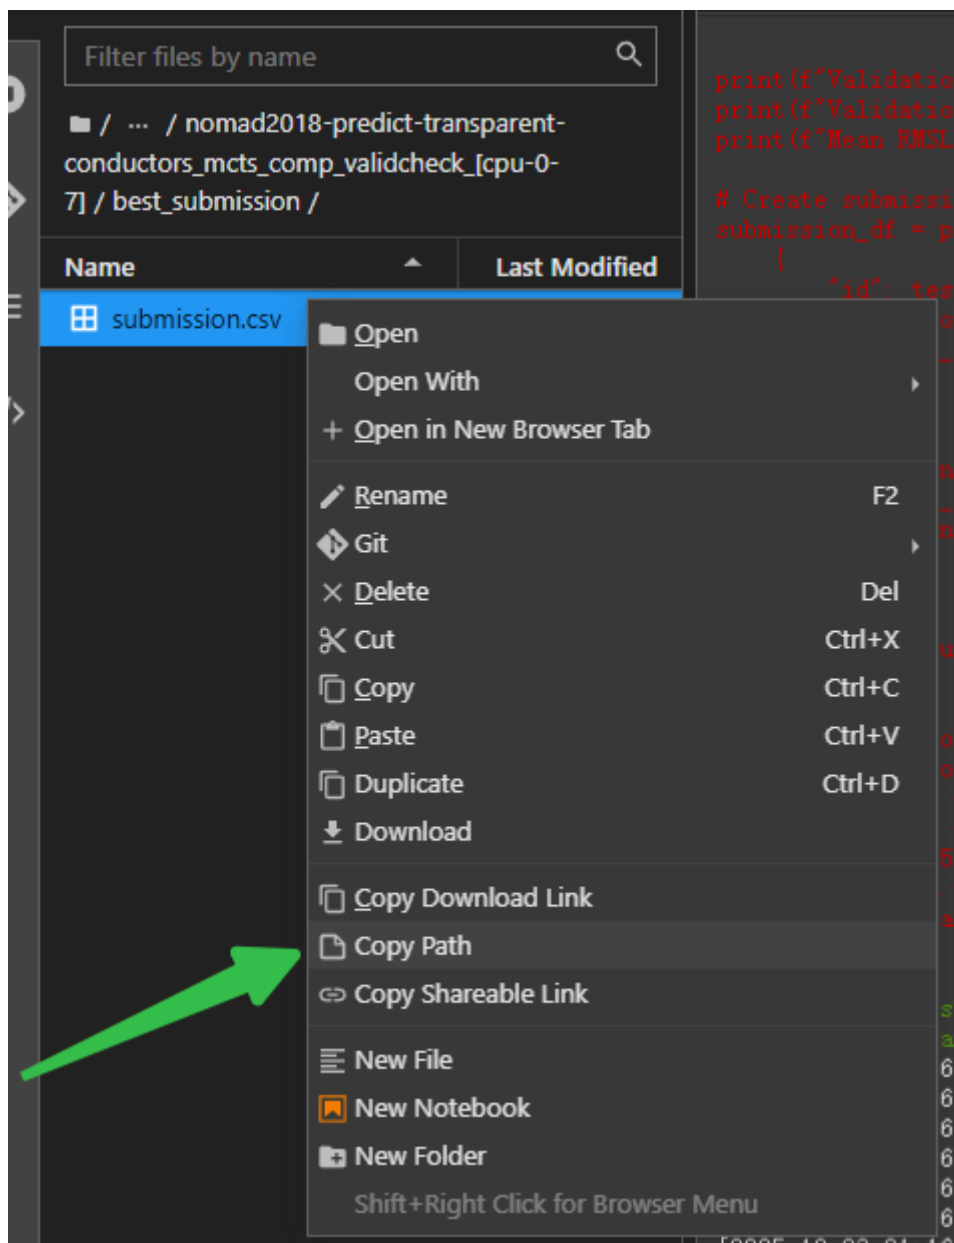 Filter files by name
/ ··· / nomad2018-predict-transparent-
conductors_mcts_comp_validcheck_[cpu-0-
7] / best_submission /
Name
Last Modified
submission.csv
Open
Open With
Open in New Browser Tab
Rename F2
Git
Delete Del
Cut Ctrl+X
Copy Ctrl+C
Paste Ctrl+V
Duplicate Ctrl+D
Download
Copy Download Link
Copy Path
Copy Shareable Link
New File
New Notebook
New Folder
Shift+Right Click for Browser Menu
print(f"Validatio
print(f"Validatio
print(f"Mean RMSL
# Create submissi
submission_df = p
{
"id": tes